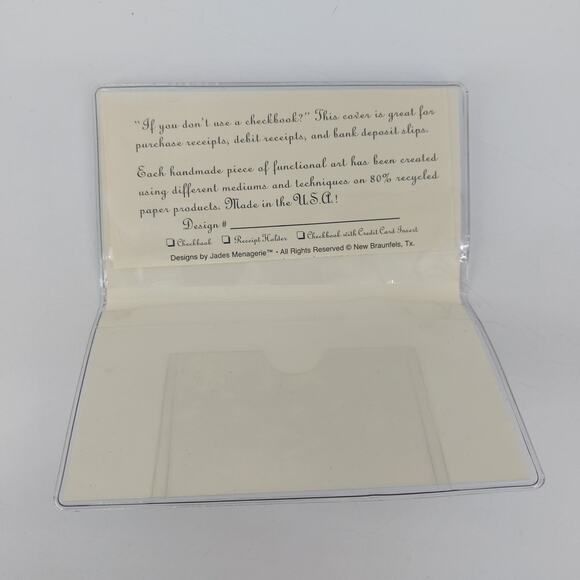 "If you don't use a checkbook?" This cover is great for
purchase receipts, debit receipts, and bank deposit slips.
Each handmade piece of functional art has been created
using different mediums and techniques on 80% recycled
paper products. Made in the U.S.A.!
Design # ____________________
❏ Checkbook ❏ Receipt Holder ❏ Checkbook with Credit Card Insert
Designs by Jades Menagerie™ • All Rights Reserved © New Braunfels, Tx.